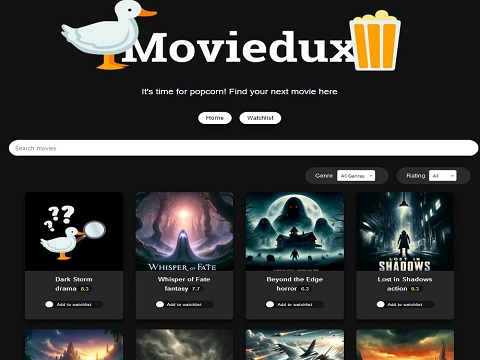 Moviedux
It's time for popcorn! Find your next movie here
Home Watchlist
Search movies
Genre All Genres Rating All
???
WHISPER OF FATE
LOST IN
SHADOWS
Dark Storm
drama 8.3
Add to watchlist
Whisper of Fate
fantasy 7.7
Add to watchlist
Beyond the Edge
horror 6.3
Add to watchlist
Lost in Shadows
action 9.3
Add to watchlist